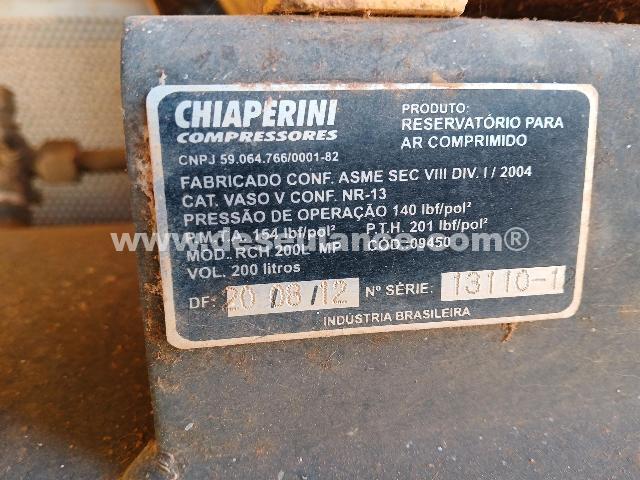 CHIAPERINI
COMPRESSORES
CNPJ 59.064.766/0001-82
PRODUTO:
RESERVATÓRIO PARA
AR COMPRIMIDO
FABRICADO CONF. ASME SEC VIII DIV. I / 2004
CAT. VASO V CONF. NR-13
PRESSÃO DE OPERAÇÃO 140 lbf/pol²
P.M.T.A. 154 lbf/pol² P.T.H. 201 lbf/pol²
MOD. RCH 200L MP CÓD.:09450
VOL. 200 litros
DF: 20/08/12 Nº SÉRIE: 13110-1
INDÚSTRIA BRASILEIRA